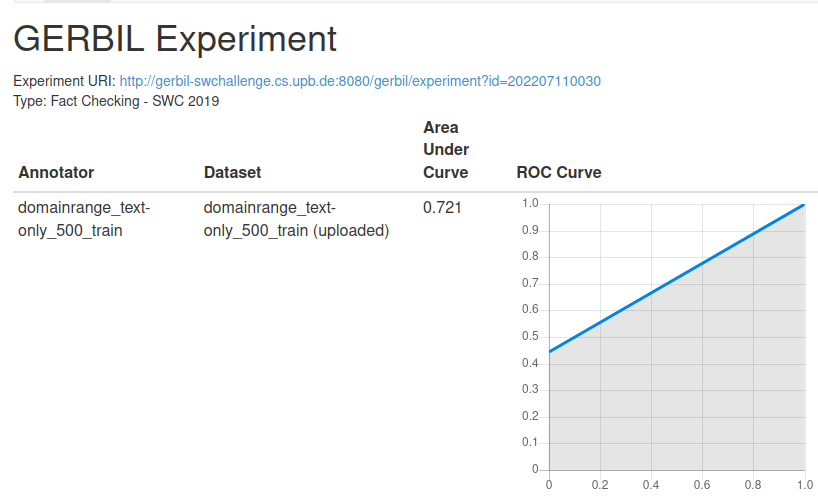 GERBIL Experiment
Experiment URI: http://gerbil-swchallenge.cs.upb.de:8080/gerbil/experiment?id=202207110030
Type: Fact Checking - SWC 2019
Annotator Dataset Area Under Curve ROC Curve
domainrange_text- domainrange_text- 0.721
only_500_train only_500_train (uploaded)
1.0
0.9
0.8
0.7
0.6
0.5
0.4
0.3
0.2
0.1
0
0 0.2 0.4 0.6 0.8 1.0